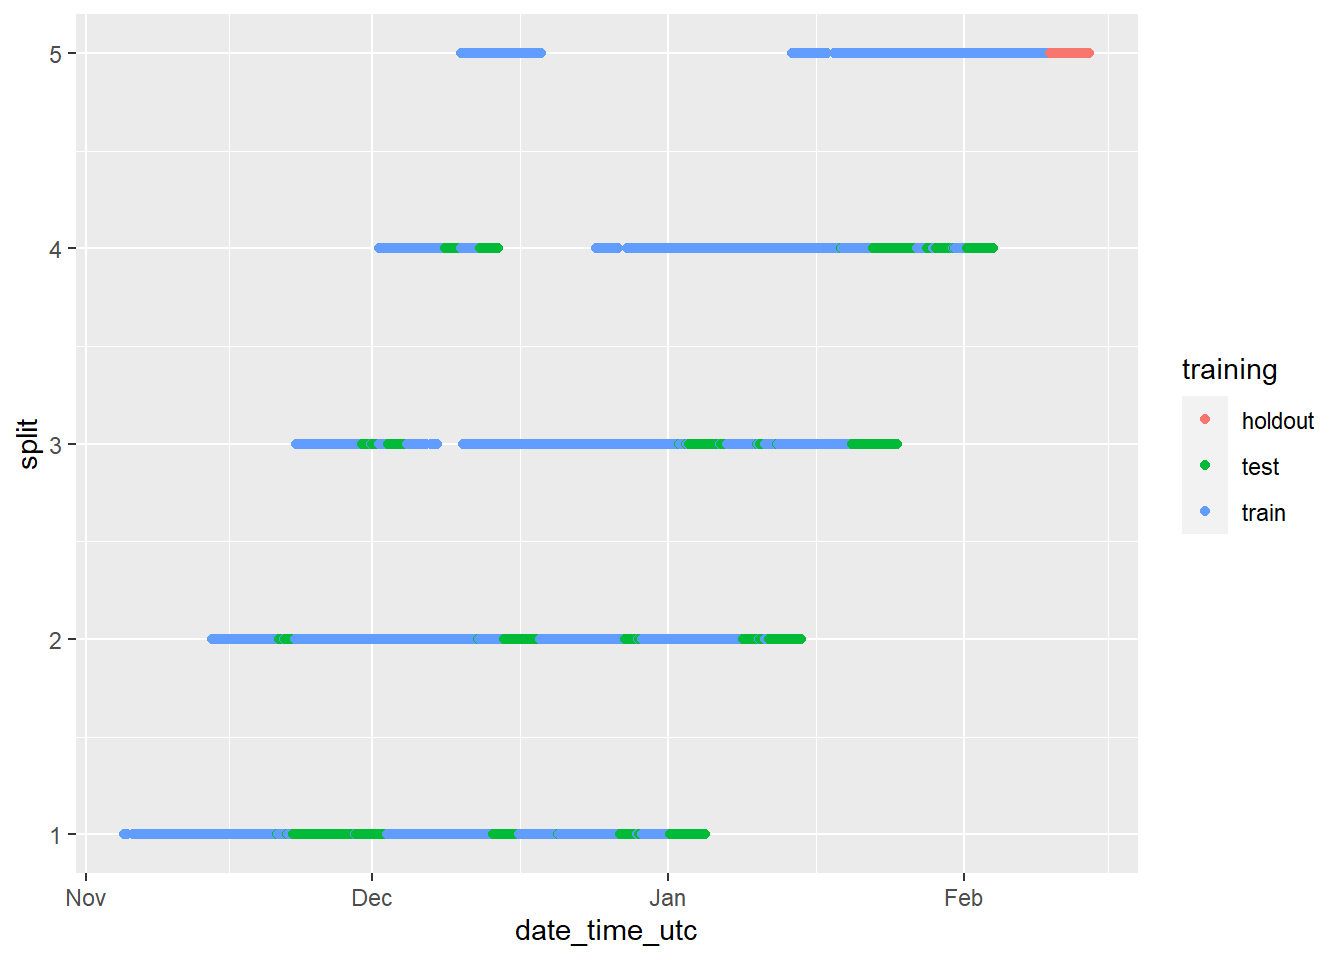 5
4
3
2
1
split
Nov
Dec
Jan
Feb
date_time_utc
training
holdout
test
train